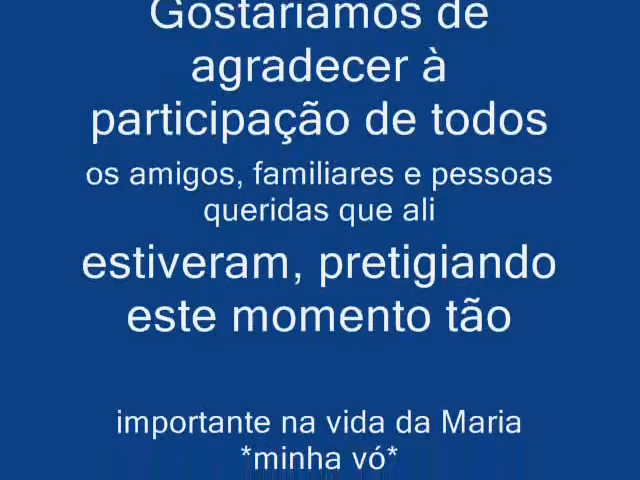 Gostaríamos de
agradecer à
participação de todos
os amigos, familiares e pessoas
queridas que ali
estiveram, pretigiando
este momento tão
importante na vida da Maria
*minha vó*